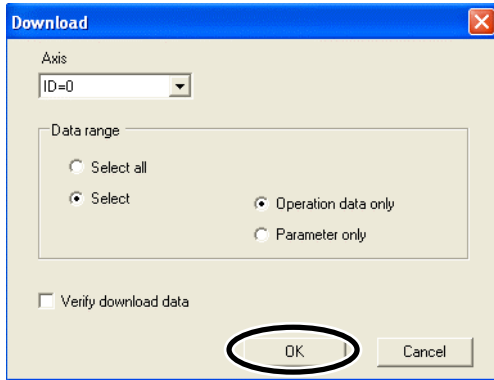 Download
Axis
ID=0
Data range
Select all
Select
Operation data only
Parameter only
Verify download data
OK
Cancel